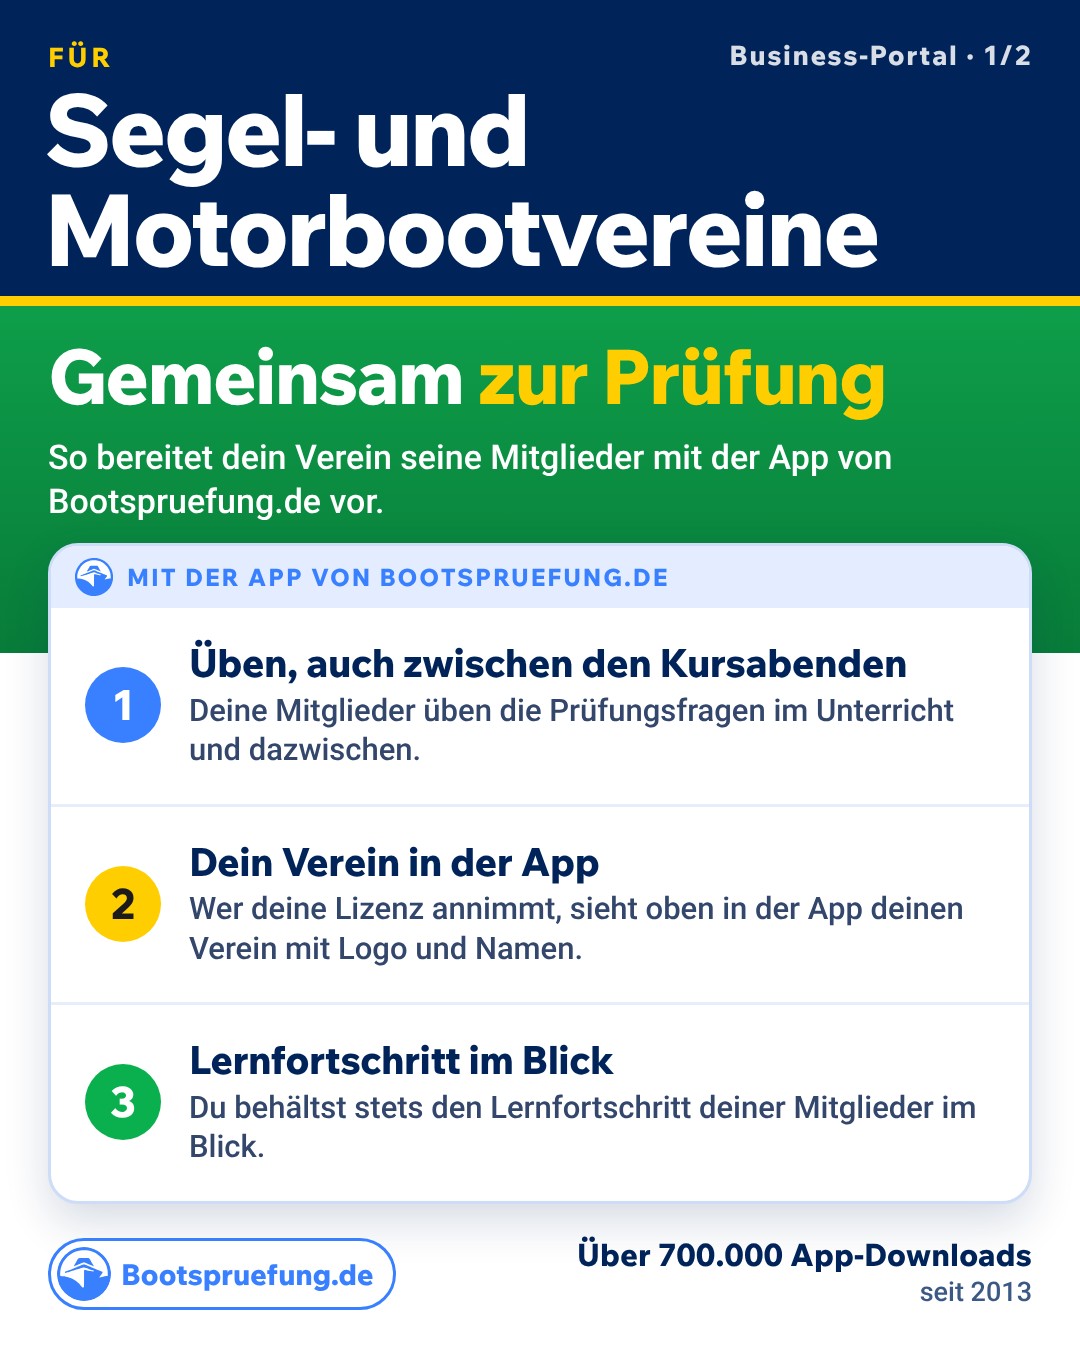 FÜR
Business-Portal · 1/2
Segel- und
Motorbootvereine
Gemeinsam zur Prüfung
So bereitet dein Verein seine Mitglieder mit der App von
Bootspruefung.de vor.
MIT DER APP VON BOOTSPRUEFUNG.DE
1
Üben, auch zwischen den Kursabenden
Deine Mitglieder üben die Prüfungsfragen im Unterricht
und dazwischen.
2
Dein Verein in der App
Wer deine Lizenz annimmt, sieht oben in der App deinen
Verein mit Logo und Namen.
3
Lernfortschritt im Blick
Du behältst stets den Lernfortschritt deiner Mitglieder im
Blick.
Bootspruefung.de
Über 700.000 App-Downloads
seit 2013